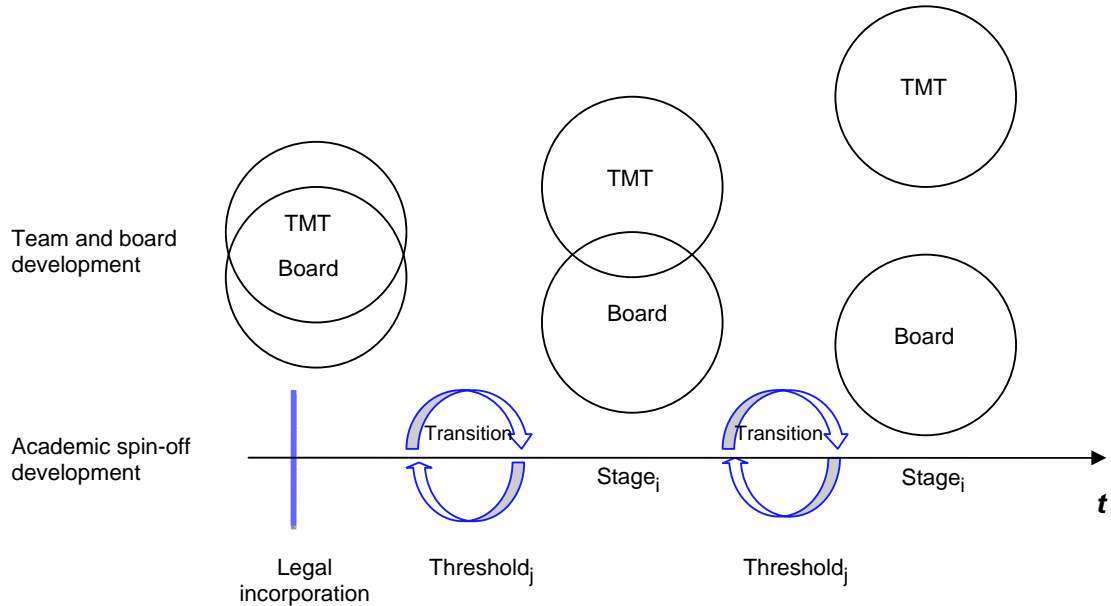 TMT
TMT
TMT
Team and board
development
Board
Board
Board
Academic spin-off
development
Transition
Transition
Stage_i
Stage_i
t
Legal
incorporation
Threshold_j
Threshold_j